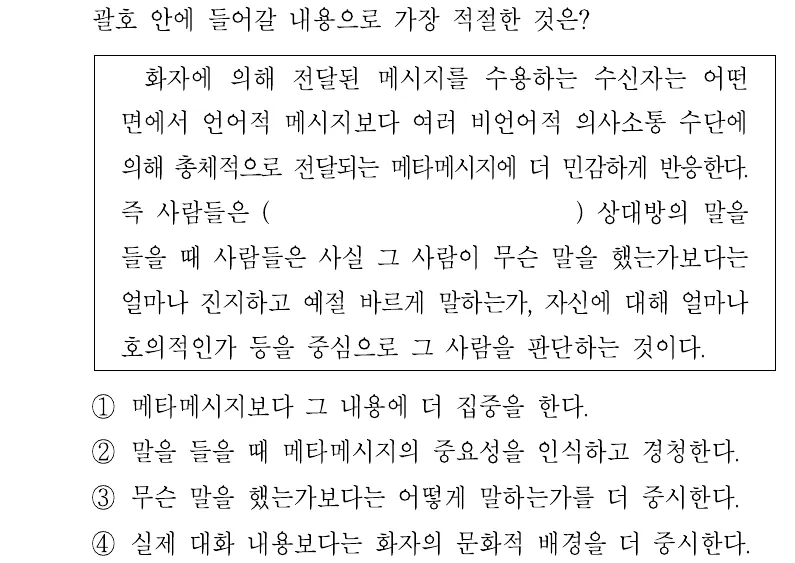 괄호 안에 들어갈 내용으로 가장 적절한 것은?
화자에 의해 전달된 메시지를 수용하는 수신자는 어떤
면에서 언어적 메시지보다 여러 비언어적 의사소통 수단에
의해 총체적으로 전달되는 메타메시지에 더 민감하게 반응한다.
즉 사람들은 (                    ) 상대방의 말을
들을 때 사람들은 사실 그 사람이 무슨 말을 했는가보다는
얼마나 진지하고 예절 바르게 말하는가, 자신에 대해 얼마나
호의적인가 등을 중심으로 그 사람을 판단하는 것이다.
① 메타메시지보다 그 내용에 더 집중을 한다.
② 말을 들을 때 메타메시지의 중요성을 인식하고 경청한다.
③ 무슨 말을 했는가보다는 어떻게 말하는가를 더 중시한다.
④ 실제 대화 내용보다는 화자의 문화적 배경을 더 중시한다.